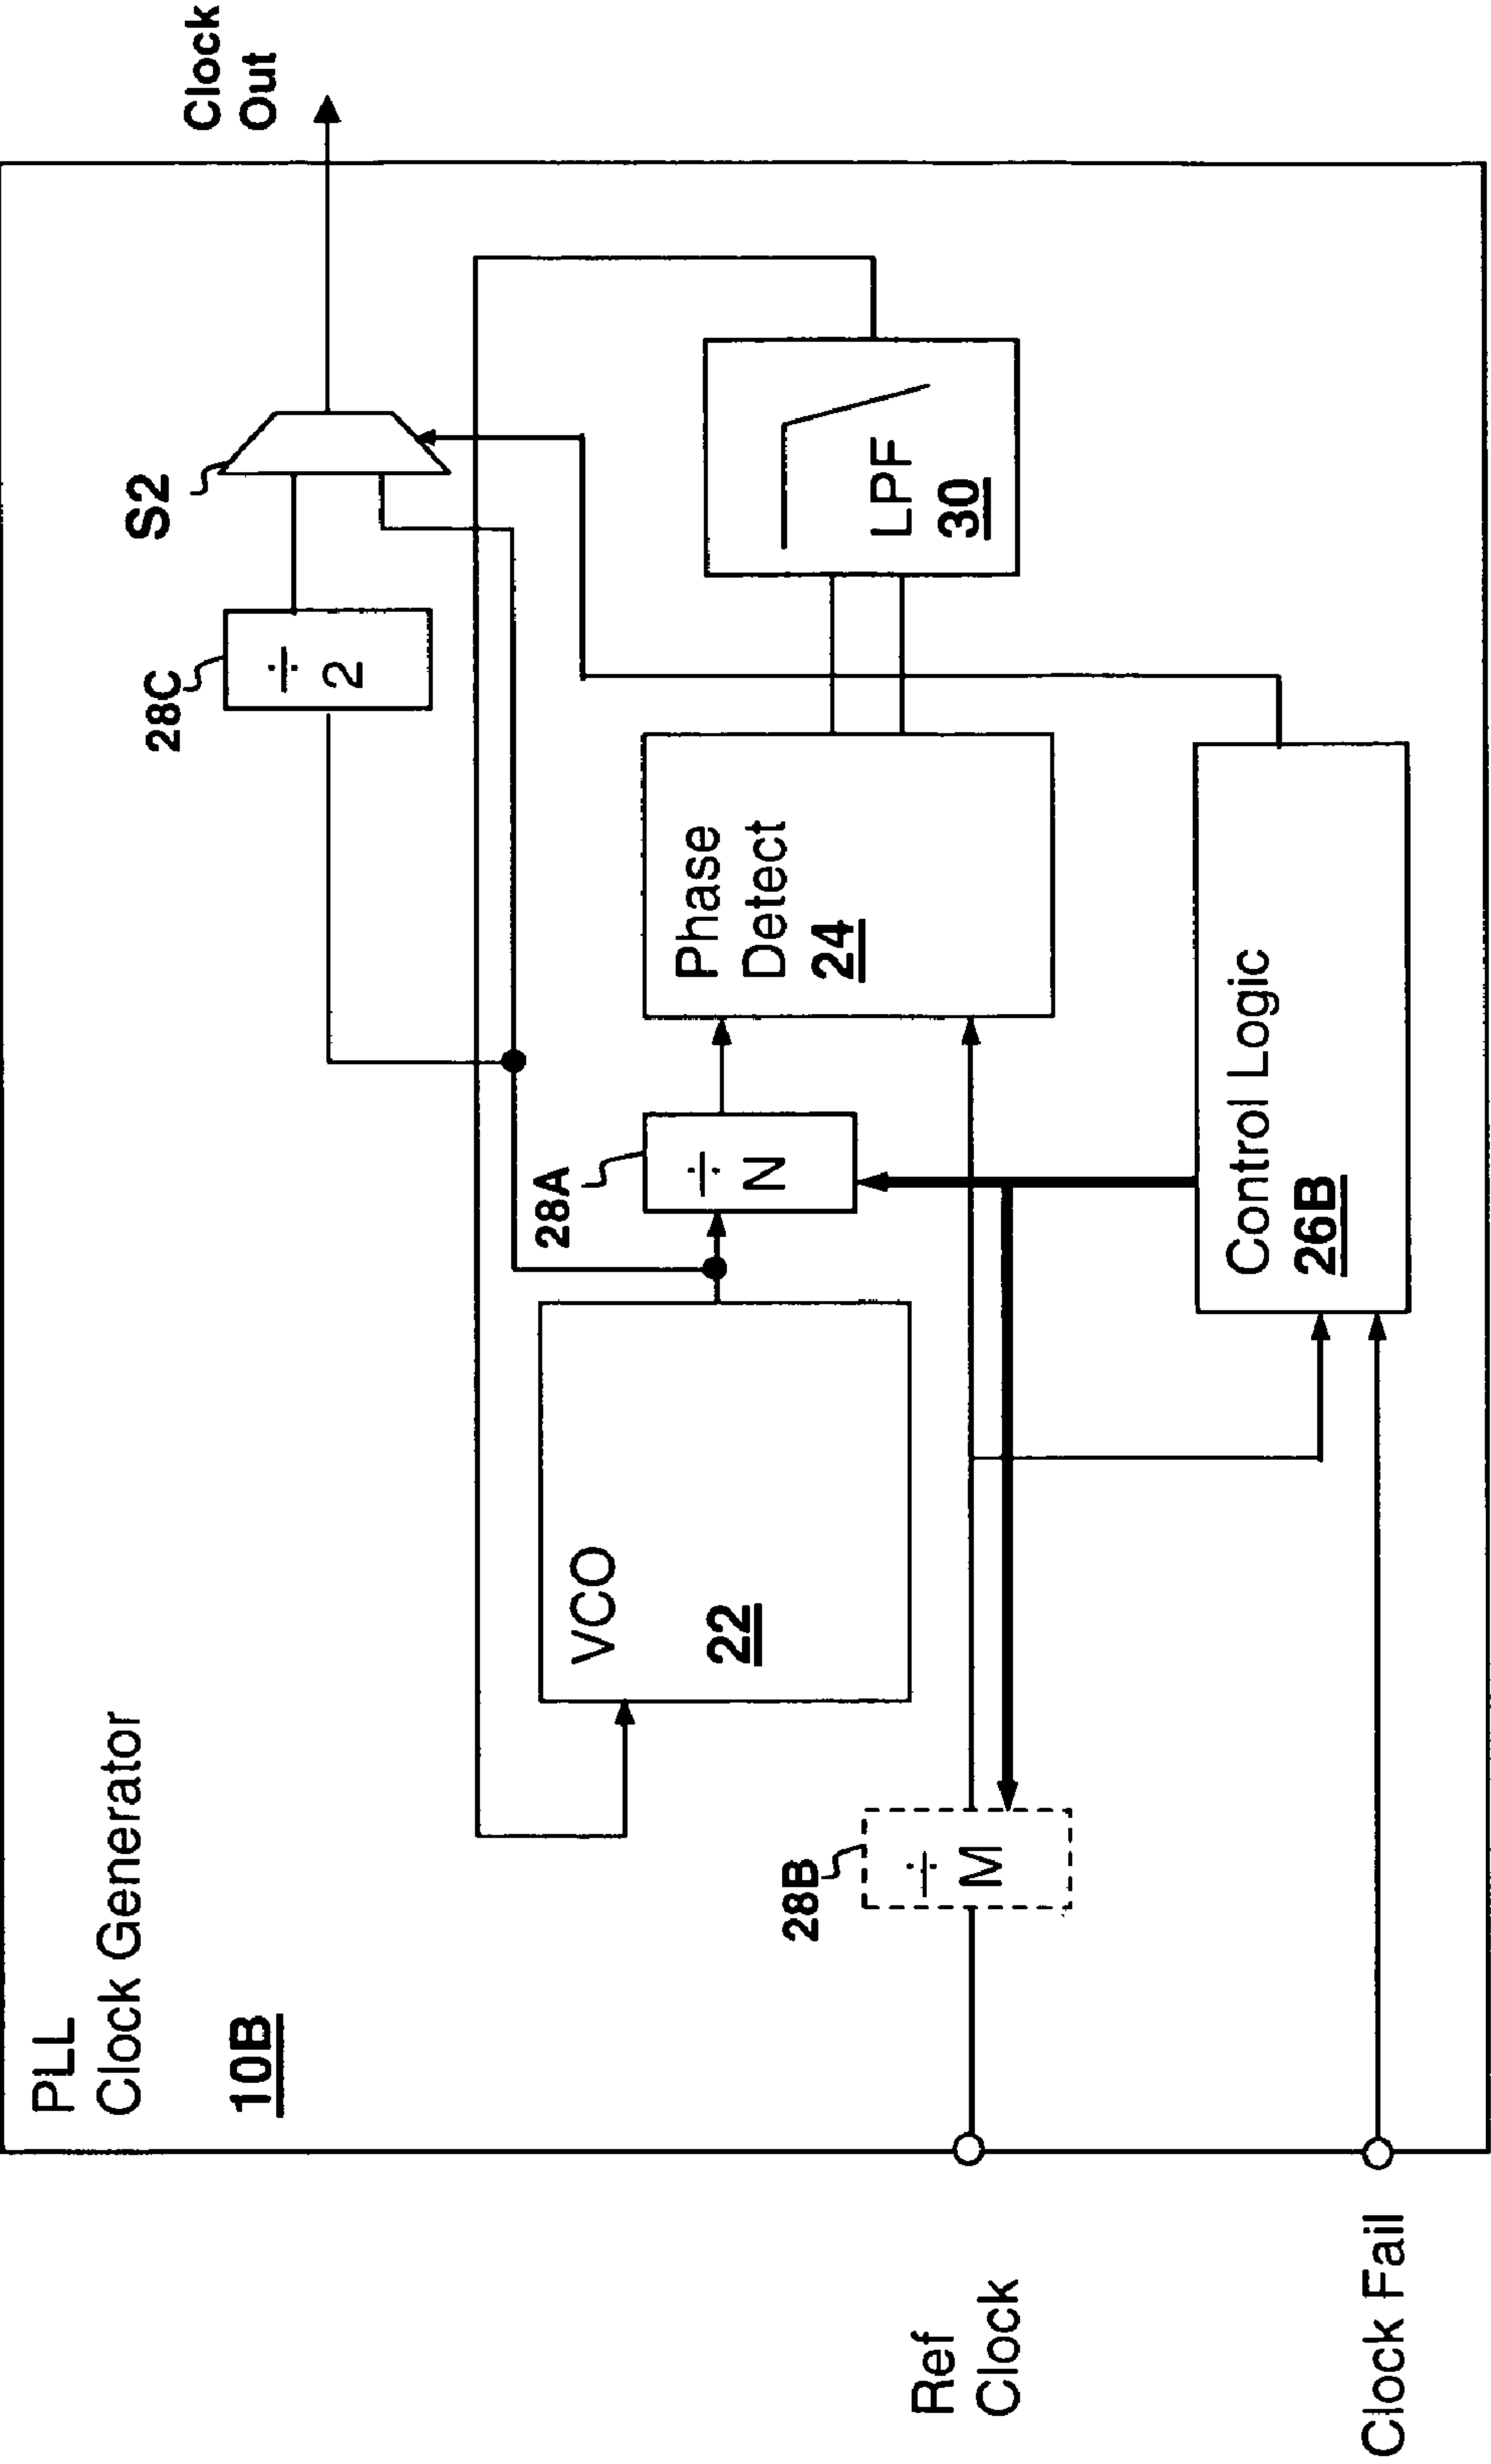 PLL
Clock Generator
10B
Clock
Out
S2
28C
÷
2
28A
÷
N
VCO
22
Phase
Detect
24
LPF
30
28B
÷
M
Control Logic
26B
Ref
Clock
Clock Fail